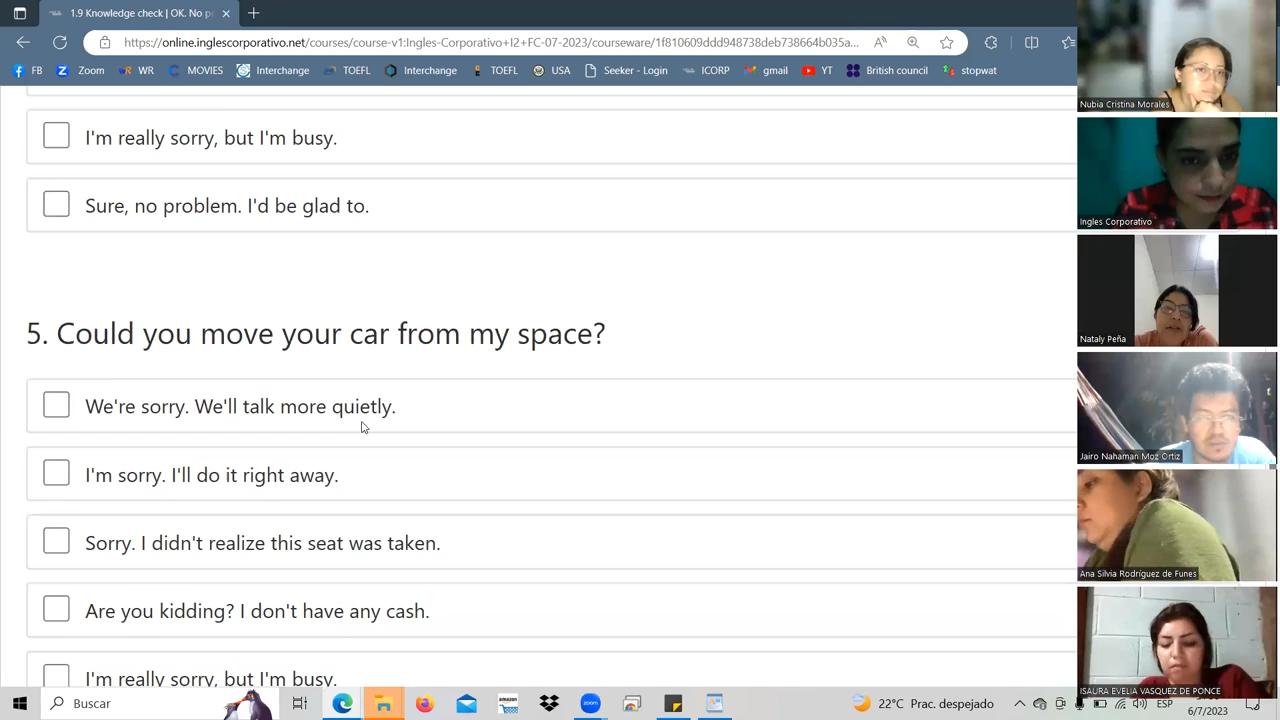 1.9 Knowledge check | OK. No pr
https://online.inglescorporativo.net/courses/course-v1:Ingles-Corporativo+I2+FC-07-2023/courseware/1f810609ddd948738deb738664b035a...
FB Zoom WR MOVIES Interchange TOEFL Interchange TOEFL USA Seeker - Login ICORP gmail YT British council stopwat
I'm really sorry, but I'm busy.
Sure, no problem. I'd be glad to.
5. Could you move your car from my space?
We're sorry. We'll talk more quietly.
I'm sorry. I'll do it right away.
Sorry. I didn't realize this seat was taken.
Are you kidding? I don't have any cash.
I'm really sorry, but I'm busy.
Nubia Cristina Morales
Ingles Corporativo
Nataly Peña
Jairo Nahaman Moz Ortiz
Ana Silvia Rodríguez de Funes
ISAURA EVELIA VASQUEZ DE PONCE
Buscar
22°C Prac. despejado
ESP
6/7/2023